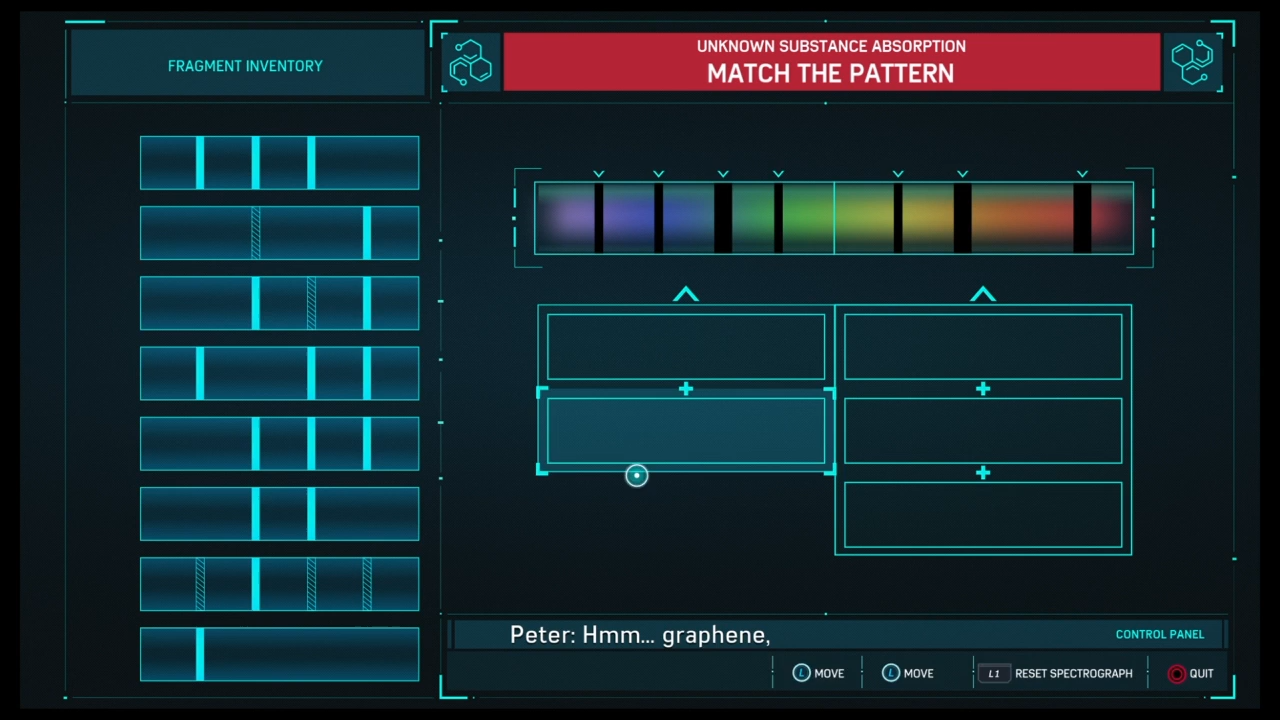 FRAGMENT INVENTORY
UNKNOWN SUBSTANCE ABSORPTION
MATCH THE PATTERN
Peter: Hmm... graphene,
CONTROL PANEL
L MOVE
L MOVE
L1 RESET SPECTROGRAPH
QUIT